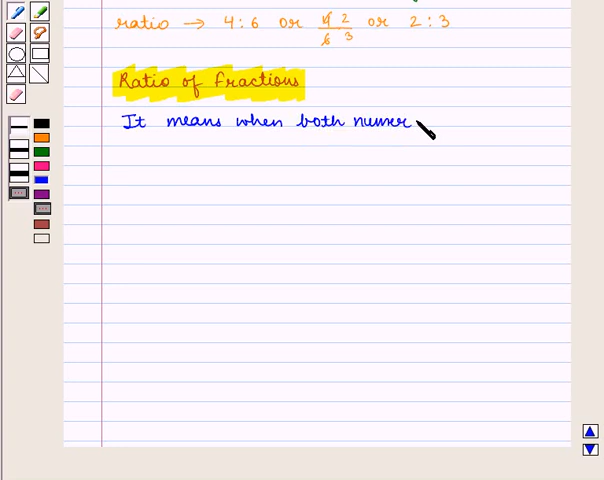 ratio → 4 : 6 or 4̸ 2 / 6̸ 3 or 2 : 3
Ratio of Fractions
It means when both numer